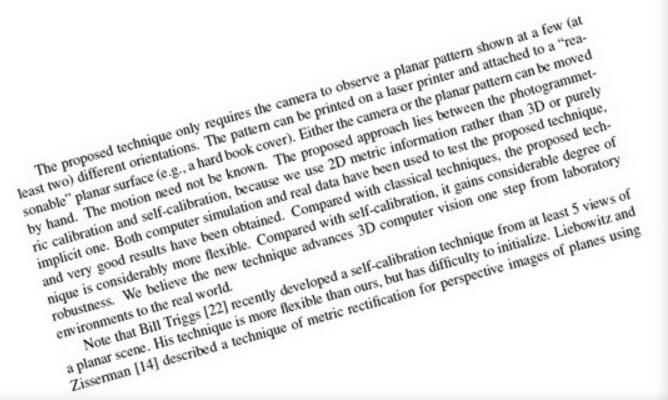 The proposed technique only requires the camera to observe a planar pattern shown at a few (at
least two) different orientations. The pattern can be printed on a laser printer and attached to a "rea-
sonable" planar surface (e.g., a hard book cover). Either the camera or the planar pattern can be moved
by hand. The motion need not be known. The proposed approach lies between the photogrammet-
ric calibration and self-calibration, because we use 2D metric information rather than 3D or purely
implicit one. Both computer simulation and real data have been used to test the proposed technique,
and very good results have been obtained. Compared with classical techniques, the proposed tech-
nique is considerably more flexible. Compared with self-calibration, it gains considerable degree of
robustness. We believe the new technique advances 3D computer vision one step from laboratory
environments to the real world.
Note that Bill Triggs [22] recently developed a self-calibration technique from at least 5 views of
a planar scene. His technique is more flexible than ours, but has difficulty to initialize. Liebowitz and
Zisserman [14] described a technique of metric rectification for perspective images of planes using